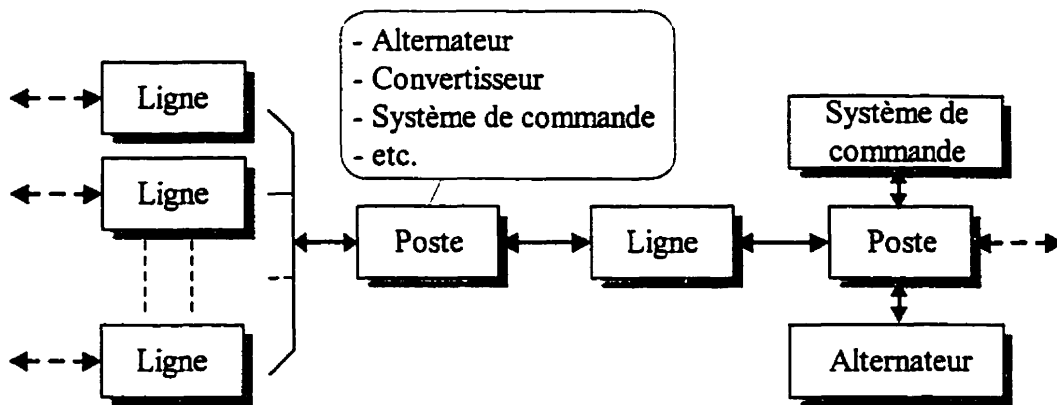 - Alternateur
- Convertisseur
- Système de commande
- etc.
Ligne
Ligne
Ligne
Poste
Ligne
Système de
commande
Poste
Alternateur